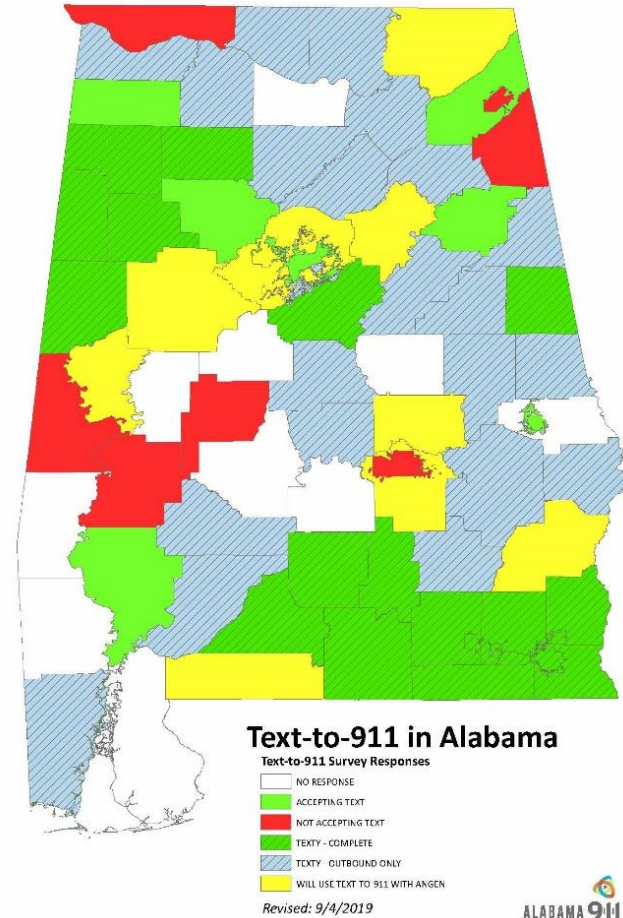 Text-to-911 in Alabama
Text-to-911 Survey Responses
NO RESPONSE
ACCEPTING TEXT
NOT ACCEPTING TEXT
TEXTY - COMPLETE
TEXTY - OUTBOUND ONLY
WILL USE TEXT TO 911 WITH ANGEN
Revised: 9/4/2019
ALABAMA 911